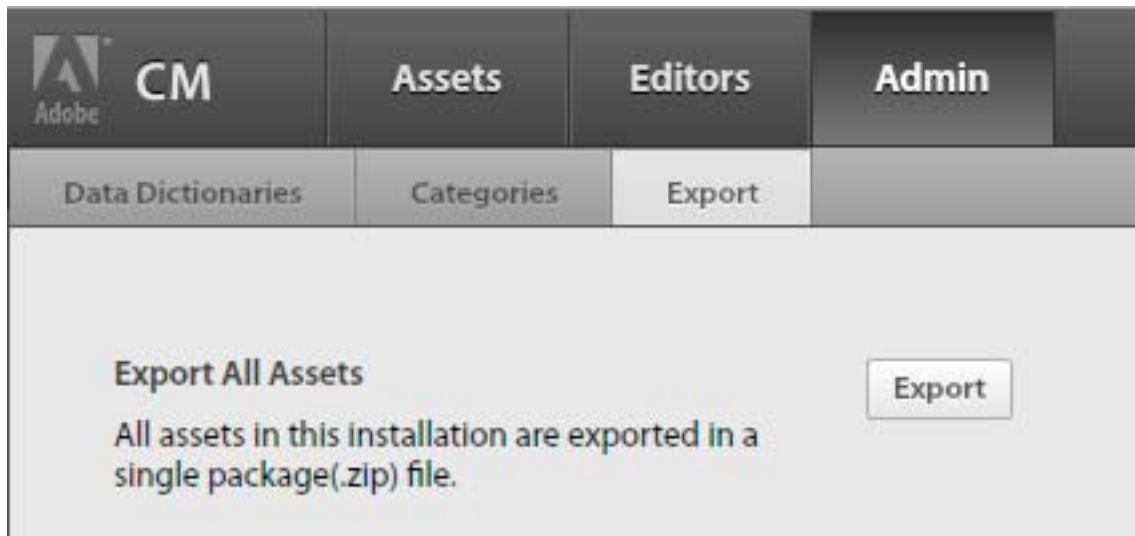 Adobe CM Assets Editors Admin
Data Dictionaries Categories Export
Export All Assets
Export
All assets in this installation are exported in a
single package(.zip) file.